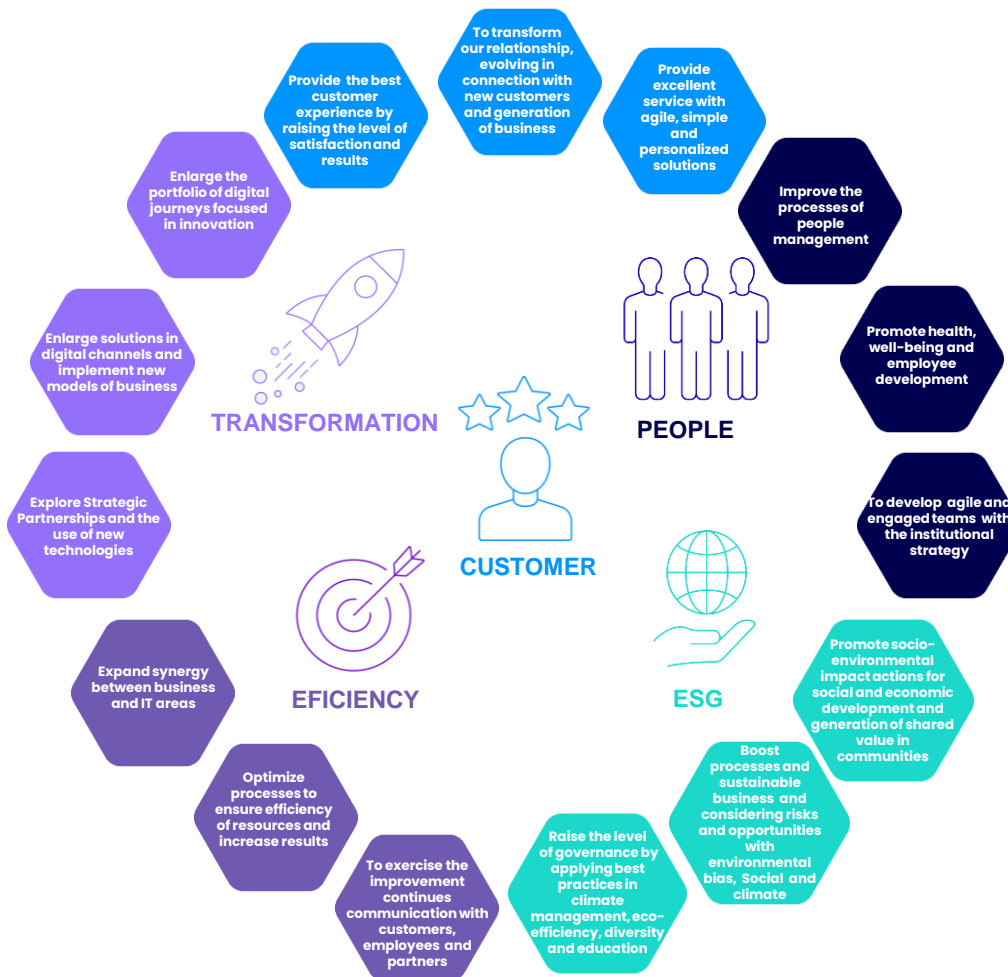 To transform
our relationship,
evolving in
connection with
new customers
and generation
of business
Provide the best
customer
experience by
raising the level of
satisfaction and
results
Provide
excellent
service with
agile, simple
and
personalized
solutions
Enlarge the
portfolio of digital
journeys focused
in innovation
Improve the
processes of
people
management
Enlarge solutions in
digital channels and
implement new
models of business
Promote health,
well-being and
employee
development
TRANSFORMATION
PEOPLE
Explore Strategic
Partnerships and the
use of new
technologies
To develop agile and
engaged teams with
the institutional
strategy
CUSTOMER
Expand synergy
between business
and IT areas
EFICIENCY
ESG
Promote socio-
environmental
impact actions for
social and economic
development and
generation of shared
value in
communities
Optimize
processes to
ensure efficiency
of resources and
increase results
Boost
processes and
sustainable
business and
considering risks
and opportunities
with
environmental
bias, Social and
climate
To exercise the
improvement
continues
communication with
customers,
employees and
partners
Raise the level
of governance by
applying best
practices in
climate
management, eco-
efficiency, diversity
and education